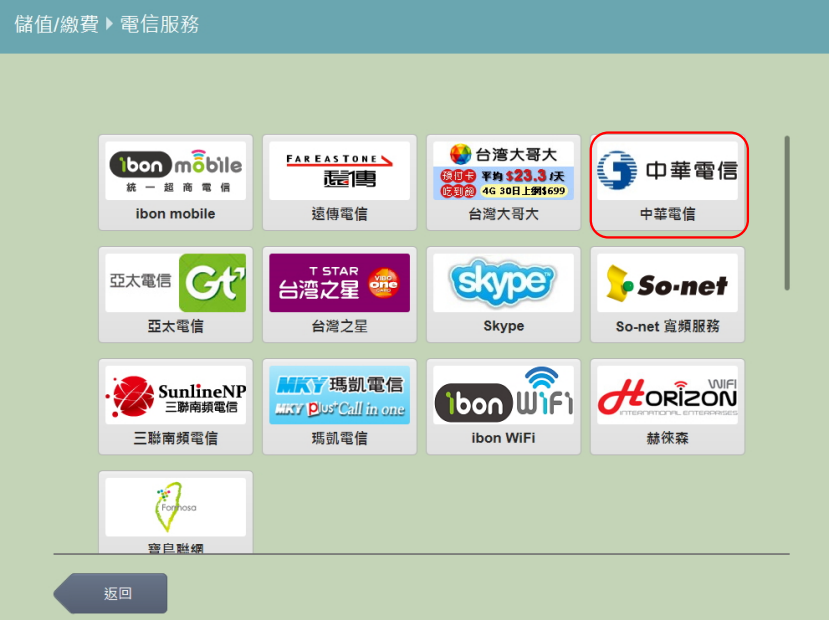 儲值/繳費 電信服務
ibon mobile
統一超商電信
ibon mobile
FAREASTONE
遠傳
遠傳電信
台灣大哥大
預付卡 平均$23.3/天
吃到飽 4G 30日上網$699
台灣大哥大
中華電信
中華電信
亞太電信 Gt
亞太電信
T STAR
台灣之星
VIBO one CARD
台灣之星
skype
Skype
So-net
So-net 寬頻服務
SunlineNP
三聯南頻電信
三聯南頻電信
MKY 瑪凱電信
MKY plus+Call in one
瑪凱電信
ibon WiFi
ibon WiFi
HORIZON WIFI
INTERNATIONAL ENTERPRISES
赫徠森
Formosa
寶島聯網
返回